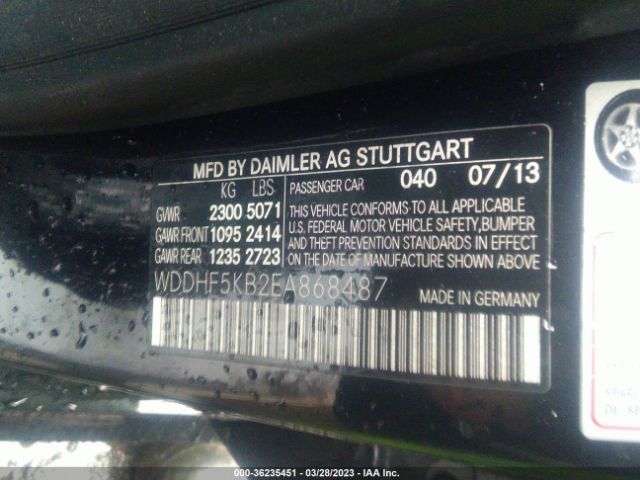 MFD BY DAIMLER AG STUTTGART
KG LBS
GVWR 2300 5071
GAWR FRONT 1095 2414
GAWR REAR 1235 2723
PASSENGER CAR 040 07/13
THIS VEHICLE CONFORMS TO ALL APPLICABLE
U.S. FEDERAL MOTOR VEHICLE SAFETY, BUMPER
AND THEFT PREVENTION STANDARDS IN EFFECT
ON THE DATE OF MANUFACTURE SHOWN ABOVE.
WDDHF5KB2EA868487
MADE IN GERMANY
000-36235451 - 03/28/2023 - IAA Inc.